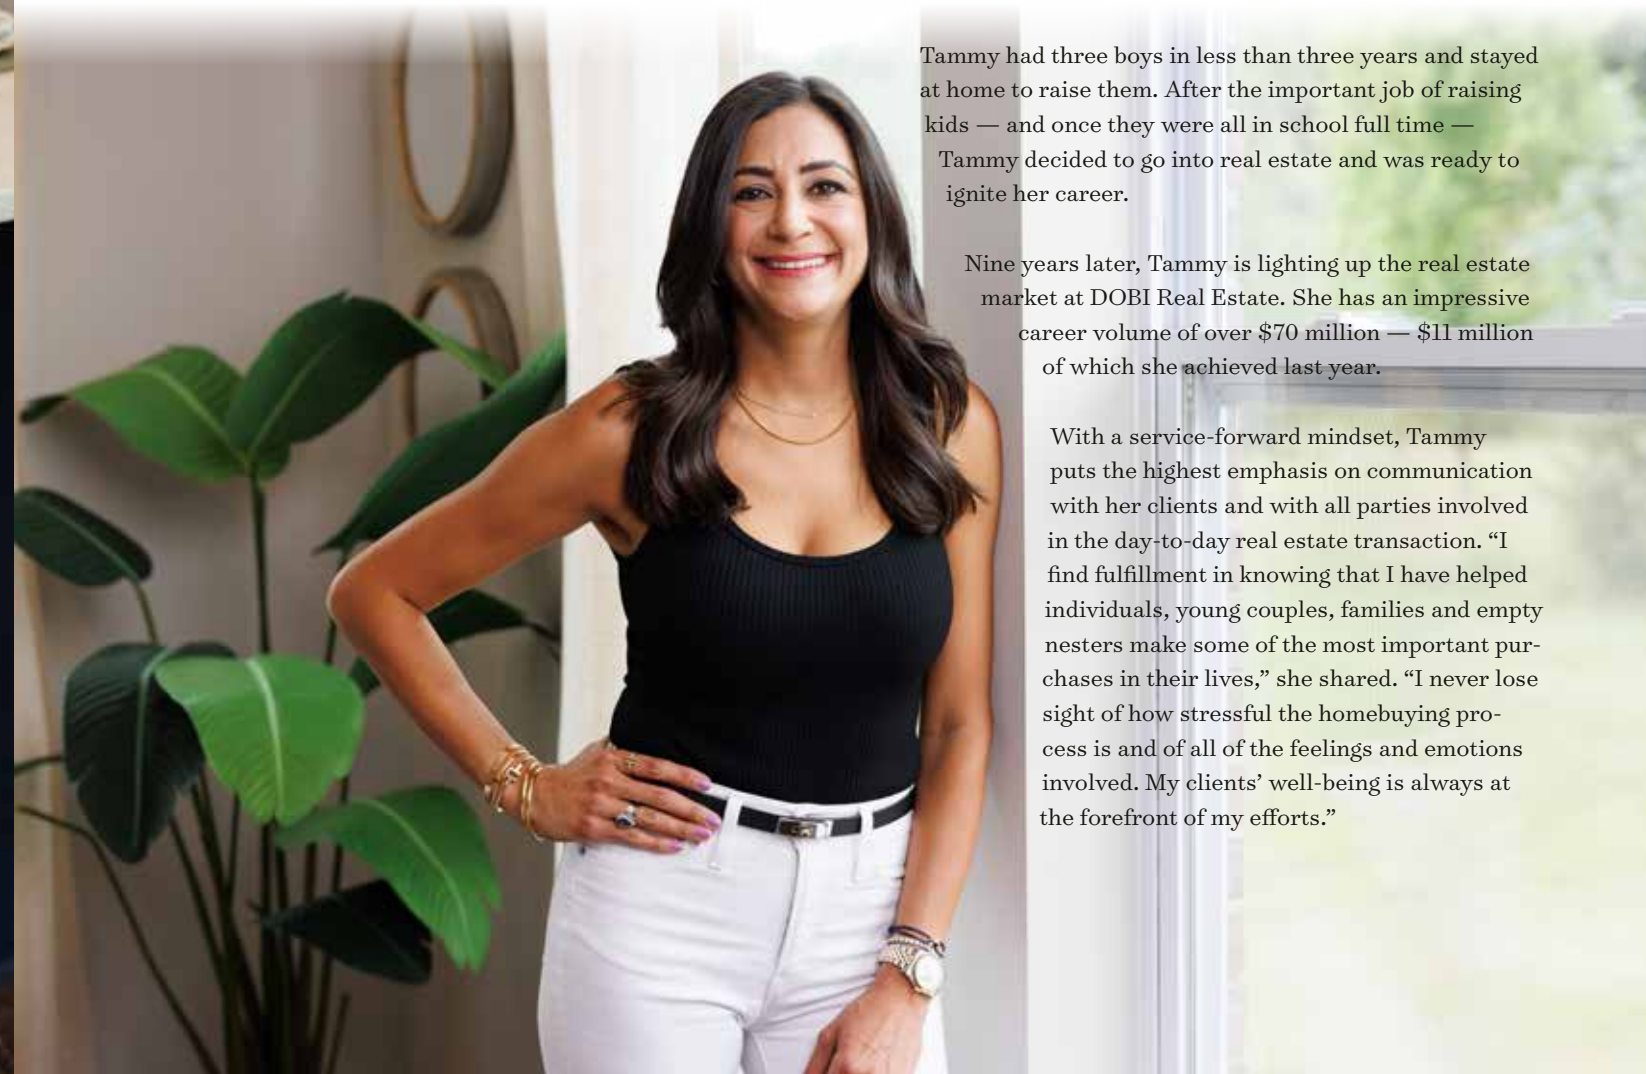 Tammy had three boys in less than three years and stayed
at home to raise them. After the important job of raising
kids — and once they were all in school full time —
Tammy decided to go into real estate and was ready to
ignite her career.
Nine years later, Tammy is lighting up the real estate
market at DOBI Real Estate. She has an impressive
career volume of over $70 million — $11 million
of which she achieved last year.
With a service-forward mindset, Tammy
puts the highest emphasis on communication
with her clients and with all parties involved
in the day-to-day real estate transaction. “I
find fulfillment in knowing that I have helped
individuals, young couples, families and empty
nesters make some of the most important pur-
chases in their lives,” she shared. “I never lose
sight of how stressful the homebuying pro-
cess is and of all of the feelings and emotions
involved. My clients’ well-being is always at
the forefront of my efforts.”